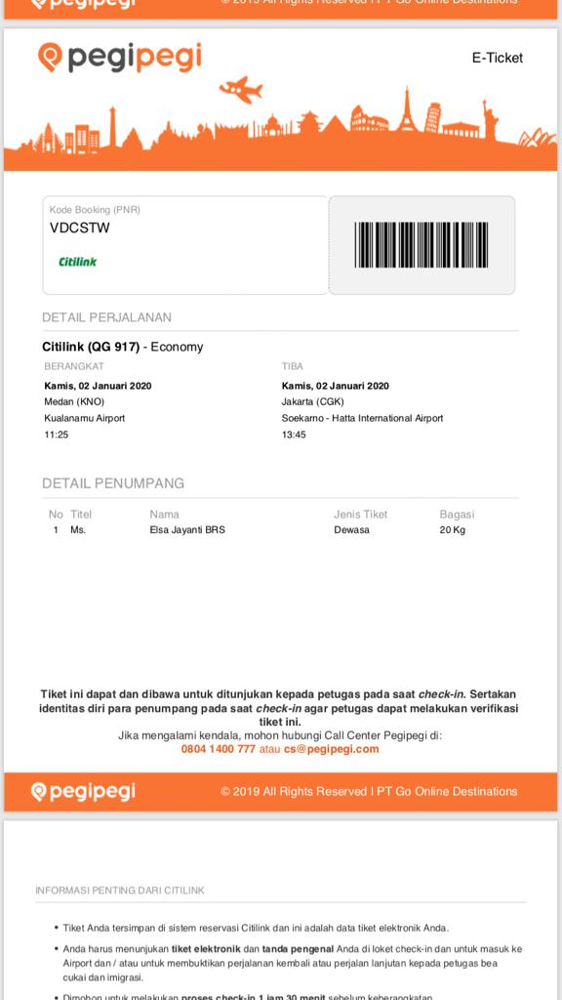 pegipegi © 2019 All Rights Reserved | PT Go Online Destinations
pegipegi
E-Ticket
Kode Booking (PNR)
VDCSTW
Citilink
DETAIL PERJALANAN
Citilink (QG 917) - Economy
BERANGKAT TIBA
Kamis, 02 Januari 2020 Kamis, 02 Januari 2020
Medan (KNO) Jakarta (CGK)
Kualanamu Airport Soekarno - Hatta International Airport
11:25 13:45
DETAIL PENUMPANG
No Titel Nama Jenis Tiket Bagasi
1 Ms. Elsa Jayanti BRS Dewasa 20 Kg
Tiket ini dapat dan dibawa untuk ditunjukan kepada petugas pada saat check-in. Sertakan
identitas diri para penumpang pada saat check-in agar petugas dapat melakukan verifikasi
tiket ini.
Jika mengalami kendala, mohon hubungi Call Center Pegipegi di:
0804 1400 777 atau cs@pegipegi.com
pegipegi © 2019 All Rights Reserved | PT Go Online Destinations
INFORMASI PENTING DARI CITILINK
• Tiket Anda tersimpan di sistem reservasi Citilink dan ini adalah data tiket elektronik Anda.
• Anda harus menunjukan tiket elektronik dan tanda pengenal Anda di loket check-in dan untuk masuk ke
Airport dan / atau untuk membuktikan perjalanan kembali atau perjalan lanjutan kepada petugas bea
cukai dan imigrasi.
• Dimohon untuk melakukan proses check-in 1 jam 30 menit sebelum keberangkatan